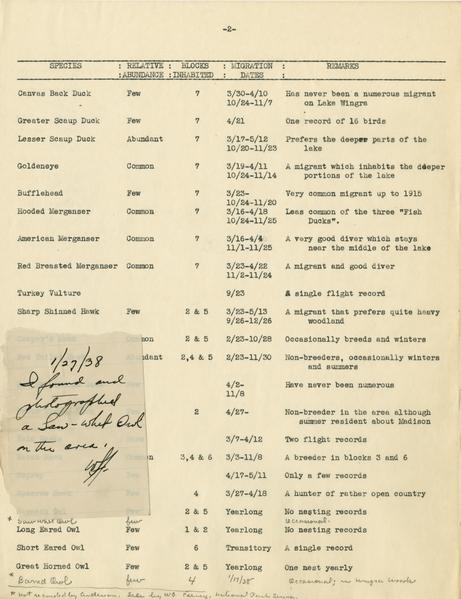 -2-
SPECIES : RELATIVE : BLOCKS : MIGRATION : REMARKS
:ABUNDANCE :INHABITED : DATES :
Canvas Back Duck Few 7 3/30-4/10 Has never been a numerous migrant
10/24-11/7 on Lake Wingra
Greater Scaup Duck Few 7 4/21 One record of 16 birds
Lesser Scaup Duck Abundant 7 3/17-5/12 Prefers the deeper parts of the
10/20-11/23 lake
Goldeneye Common 7 3/19-4/11 A migrant which inhabits the deeper
10/24-11/14 portions of the lake
Bufflehead Few 7 3/23- Very common migrant up to 1915
10/24-11/20
Hooded Merganser Common 7 3/16-4/18 Less common of the three "Fish
10/24-11/25 Ducks".
American Merganser Common 7 3/16-4/4 A very good diver which stays
11/1-11/25 near the middle of the lake
Red Breasted Merganser Common 7 3/23-4/22 A migrant and good diver
11/2-11/24
Turkey Vulture 9/23 A single flight record
Sharp Shinned Hawk Few 2 & 5 3/23-5/13 A migrant that prefers quite heavy
9/26-12/26 woodland
2 & 5 2/23-10/28 Occasionally breeds and winters
2,4 & 5 2/23-11/30 Non-breeders, occasionally winters
and summers
4/2- Have never been numerous
11/8
2 4/27- Non-breeder in the area although
summer resident about Madison
3/7-4/12 Two flight records
3,4 & 6 3/3-11/8 A breeder in blocks 3 and 6
4/17-5/11 Only a few records
4 3/27-4/18 A hunter of rather open country
2 & 5 Yearlong No nesting records
1/27/38
I found and
photographed
a Saw-whet Owl
on the area.
* Saw whet Owl few Occasional
Long Eared Owl Few 1 & 2 Yearlong No nesting records
Short Eared Owl Few 6 Transitory A single record
Great Horned Owl Few 2 & 5 Yearlong One nest yearly
* Barred Owl few 4 1/17/38 Occasional, in Wingra Woods
* Not recorded by Anderson. Seen by National Park Service